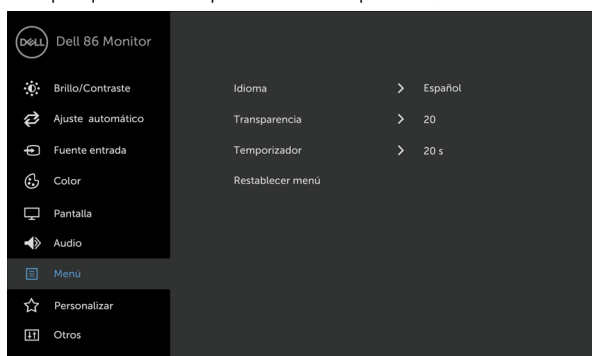 DELL Dell 86 Monitor
Brillo/Contraste
Idioma > Español
Ajuste automático
Transparencia > 20
Fuente entrada
Temporizador > 20 s
Color
Restablecer menú
Pantalla
Audio
Menú
Personalizar
Otros